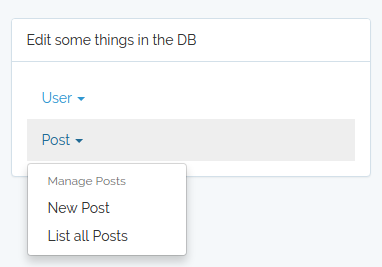 Edit some things in the DB
User
Post
Manage Posts
New Post
List all Posts